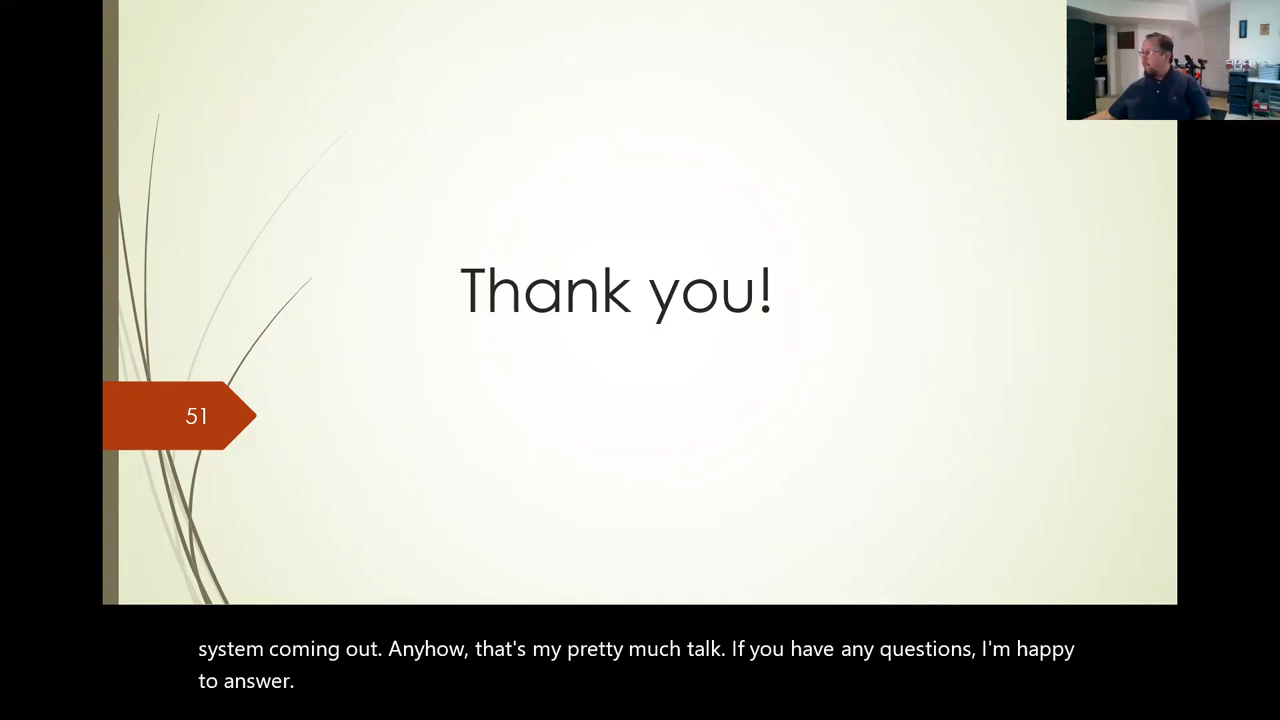 Thank you!
51
system coming out. Anyhow, that's my pretty much talk. If you have any questions, I'm happy
to answer.